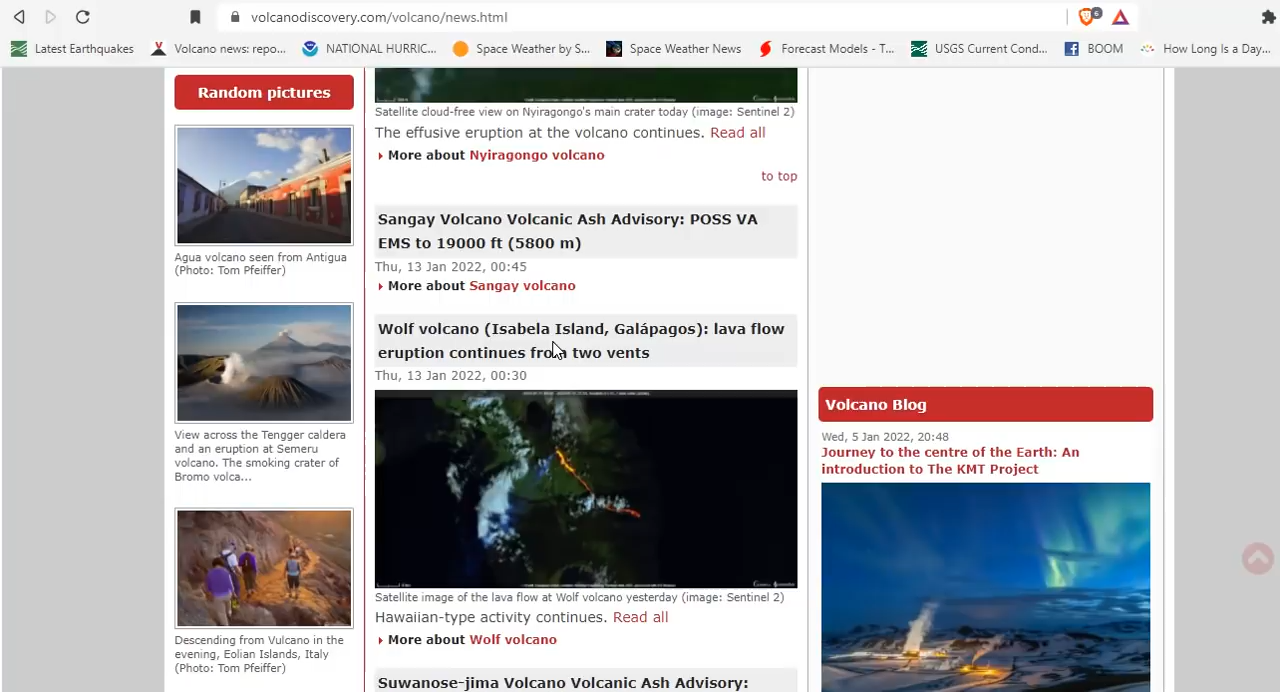 volcanodiscovery.com/volcano/news.html
6
Latest Earthquakes
Volcano news: repo...
NATIONAL HURRIC...
Space Weather by S...
Space Weather News
Forecast Models - T...
USGS Current Cond...
BOOM
How Long Is a Day...
Random pictures
Agua volcano seen from Antigua
(Photo: Tom Pfeiffer)
View across the Tengger caldera
and an eruption at Semeru
volcano. The smoking crater of
Bromo volca...
Descending from Vulcano in the
evening, Eolian Islands, Italy
(Photo: Tom Pfeiffer)
Satellite cloud-free view on Nyiragongo's main crater today (image: Sentinel 2)
The effusive eruption at the volcano continues. Read all
More about Nyiragongo volcano
to top
Sangay Volcano Volcanic Ash Advisory: POSS VA
EMS to 19000 ft (5800 m)
Thu, 13 Jan 2022, 00:45
More about Sangay volcano
Wolf volcano (Isabela Island, Galápagos): lava flow
eruption continues from two vents
Thu, 13 Jan 2022, 00:30
Satellite image of the lava flow at Wolf volcano yesterday (image: Sentinel 2)
Hawaiian-type activity continues. Read all
More about Wolf volcano
Suwanose-jima Volcano Volcanic Ash Advisory:
Volcano Blog
Wed, 5 Jan 2022, 20:48
Journey to the centre of the Earth: An
introduction to The KMT Project